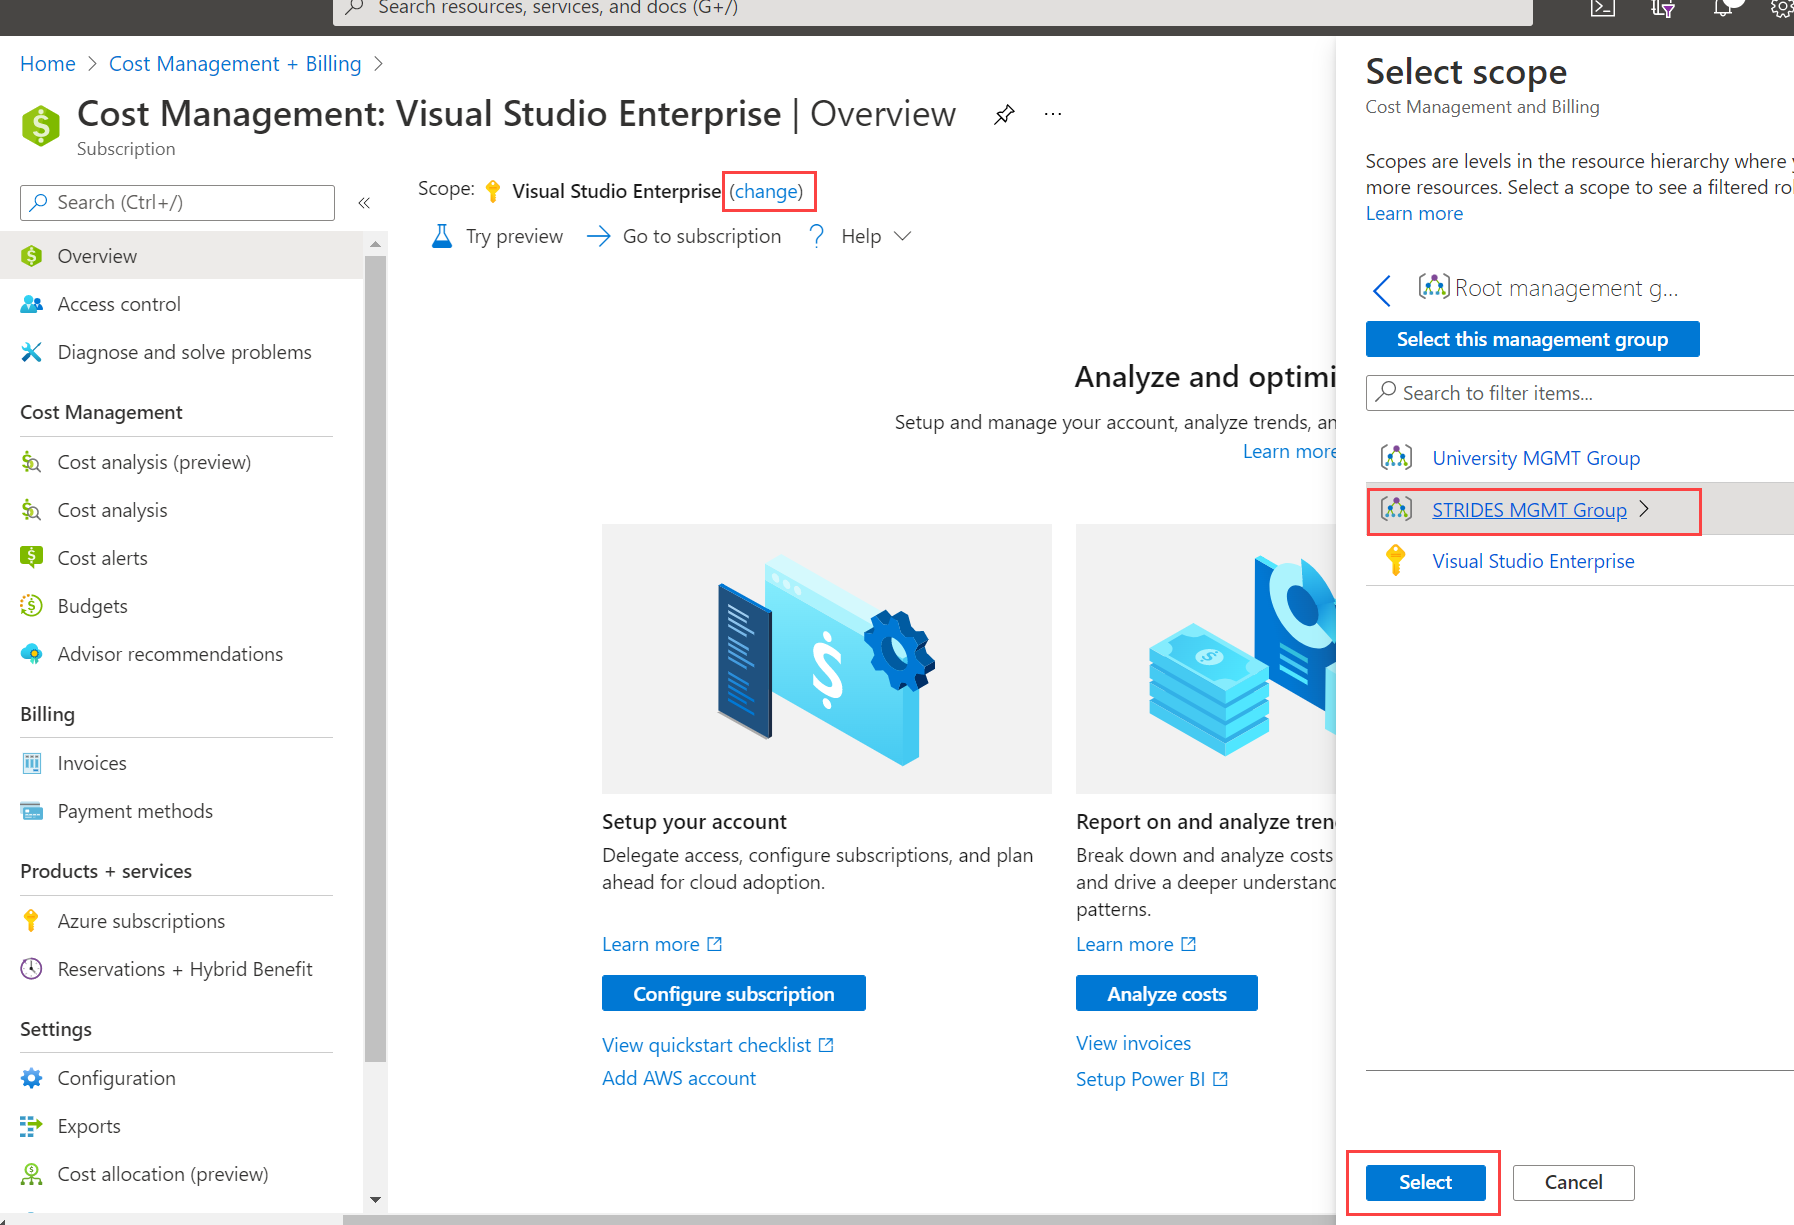 Search resources, services, and docs (G+/)
Home > Cost Management + Billing >
Cost Management: Visual Studio Enterprise | Overview
Subscription
Search (Ctrl+/)
Overview
Access control
Diagnose and solve problems
Cost Management
Cost analysis (preview)
Cost analysis
Cost alerts
Budgets
Advisor recommendations
Billing
Invoices
Payment methods
Products + services
Azure subscriptions
Reservations + Hybrid Benefit
Settings
Configuration
Exports
Cost allocation (preview)
Scope: Visual Studio Enterprise (change)
Try preview
Go to subscription
Help
Analyze and optimi
Setup and manage your account, analyze trends, an
Learn more
Setup your account
Delegate access, configure subscriptions, and plan
ahead for cloud adoption.
Learn more
Configure subscription
View quickstart checklist
Add AWS account
Report on and analyze tren
Break down and analyze costs
and drive a deeper understand
patterns.
Learn more
Analyze costs
View invoices
Setup Power BI
Select scope
Cost Management and Billing
Scopes are levels in the resource hierarchy where
more resources. Select a scope to see a filtered ro
Learn more
Root management g...
Select this management group
Search to filter items...
University MGMT Group
STRIDES MGMT Group >
Visual Studio Enterprise
Select
Cancel